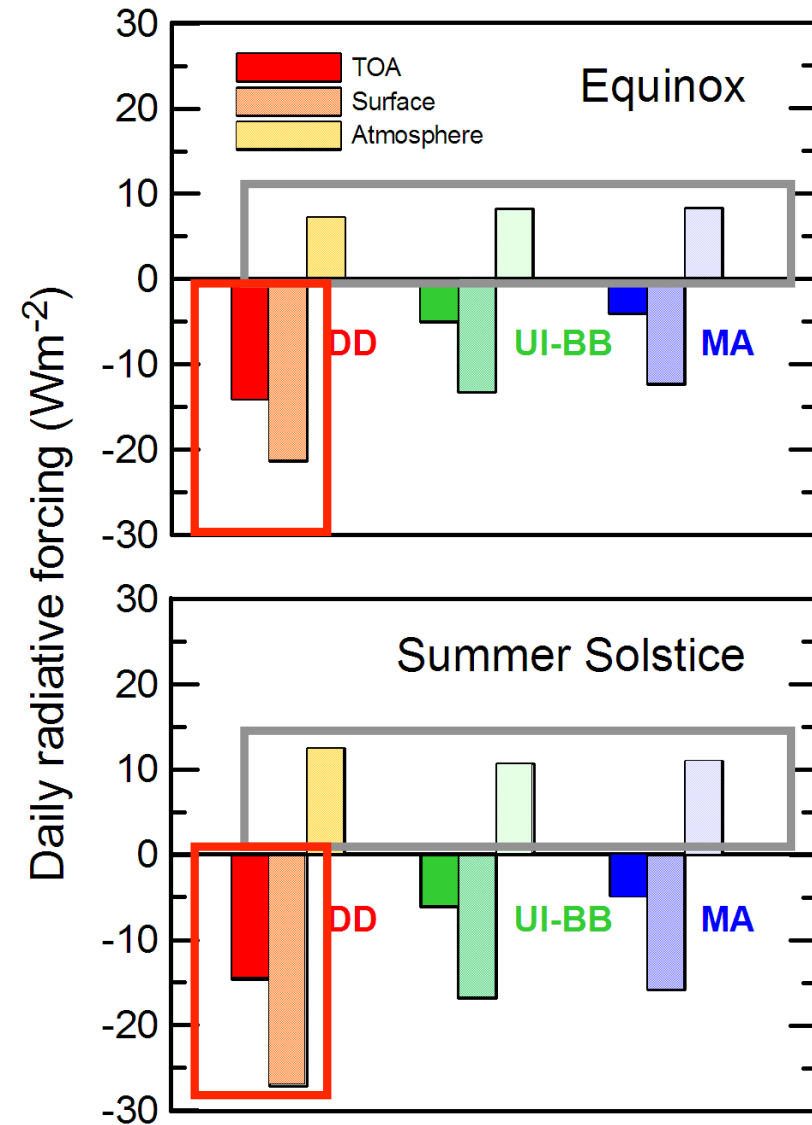 Daily radiative forcing (Wm-2)
30
20
10
0
-10
-20
-30
TOA
Surface
Atmosphere
Equinox
DD
UI-BB
MA
30
20
10
0
-10
-20
-30
Summer Solstice
DD
UI-BB
MA